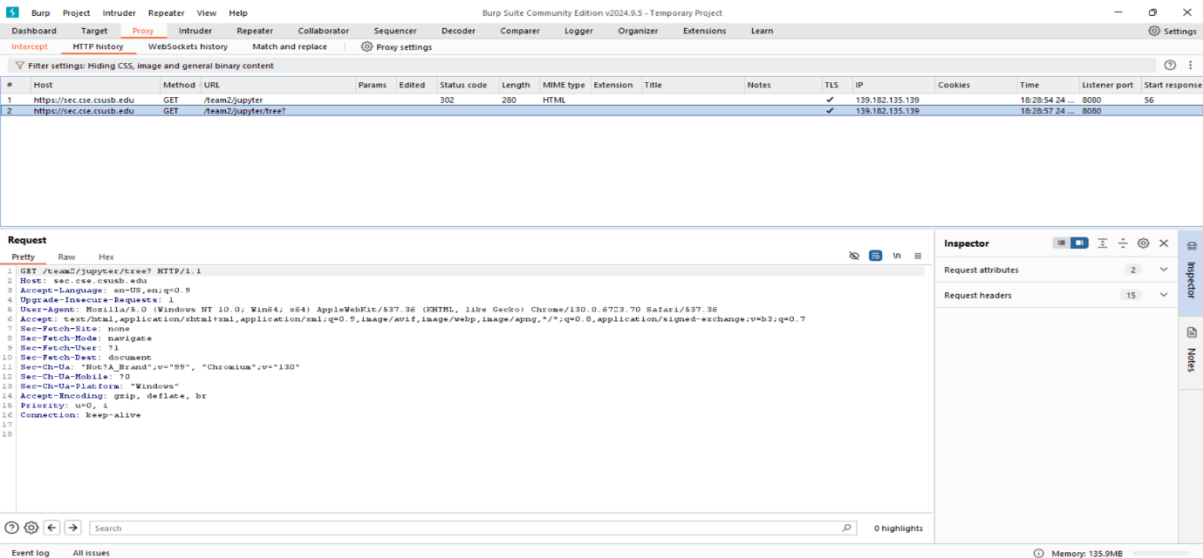 Burp Project Intruder Repeater View Help Burp Suite Community Edition v2024.9.5 - Temporary Project
Dashboard Target Proxy Intruder Repeater Collaborator Sequencer Decoder Comparer Logger Organizer Extensions Learn Settings
Intercept HTTP history WebSockets history Match and replace Proxy settings
Filter settings: Hiding CSS, image and general binary content
# Host Method URL Params Edited Status code Length MIME type Extension Title Notes TLS IP Cookies Time Listener port Start response
1 https://sec.cse.csusb.edu GET /team2/jupyter 302 280 HTML ✓ 139.182.135.139 18:28:54 24 ... 8080 56
2 https://sec.cse.csusb.edu GET /team2/jupyter/tree? ✓ 139.182.135.139 18:28:57 24 ... 8080
Request
Pretty Raw Hex \n
1 GET /team2/jupyter/tree? HTTP/1.1
2 Host: sec.cse.csusb.edu
3 Accept-Language: en-US,en;q=0.9
4 Upgrade-Insecure-Requests: 1
5 User-Agent: Mozilla/5.0 (Windows NT 10.0; Win64; x64) AppleWebKit/537.36 (KHTML, like Gecko) Chrome/130.0.6723.70 Safari/537.36
6 Accept: text/html,application/xhtml+xml,application/xml;q=0.9,image/avif,image/webp,image/apng,*/*;q=0.8,application/signed-exchange;v=b3;q=0.7
7 Sec-Fetch-Site: none
8 Sec-Fetch-Mode: navigate
9 Sec-Fetch-User: ?1
10 Sec-Fetch-Dest: document
11 Sec-Ch-Ua: "Not?A_Brand";v="99", "Chromium";v="130"
12 Sec-Ch-Ua-Mobile: ?0
13 Sec-Ch-Ua-Platform: "Windows"
14 Accept-Encoding: gzip, deflate, br
15 Priority: u=0, i
16 Connection: keep-alive
17
18
Inspector
Request attributes 2
Request headers 15
Inspector
Notes
Search 0 highlights
Event log All issues Memory: 135.9MB